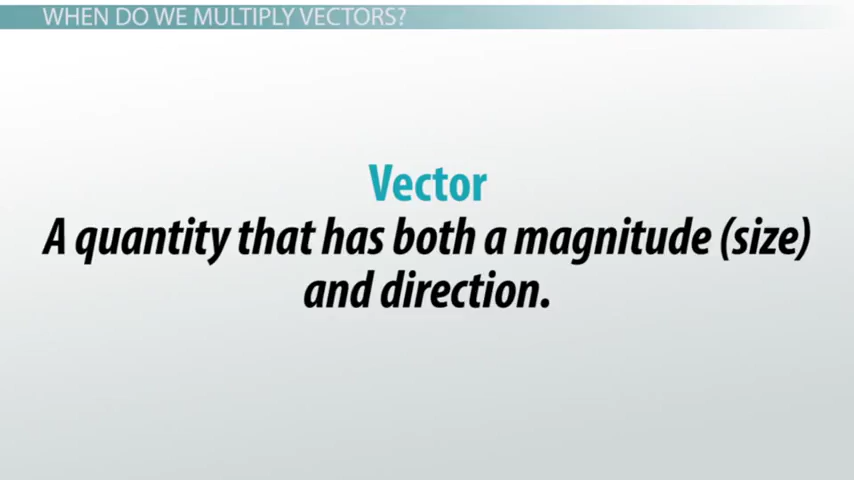 WHEN DO WE MULTIPLY VECTORS?
Vector
A quantity that has both a magnitude (size)
and direction.